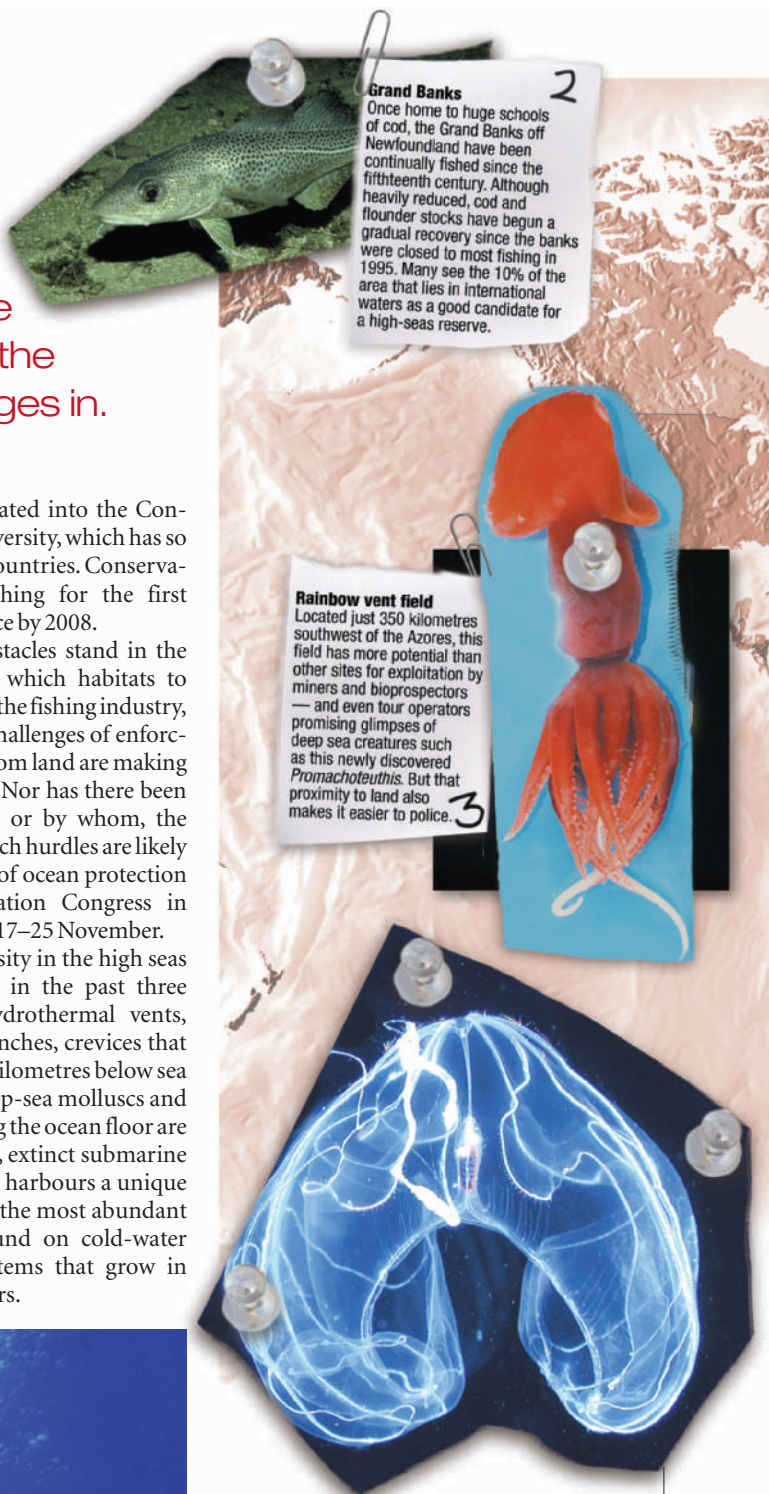 e
the
ges in.
ated into the Con-
versity, which has so
ountries. Conserva-
hing for the first
ce by 2008.
stacles stand in the
which habitats to
the fishing industry,
hallenges of enforc-
om land are making
Nor has there been
or by whom, the
ch hurdles are likely
of ocean protection
ation Congress in
17–25 November.
sity in the high seas
in the past three
ydrothermal vents,
nches, crevices that
ilometres below sea
p-sea molluscs and
g the ocean floor are
, extinct submarine
harbours a unique
the most abundant
und on cold-water
tems that grow in
rs.
2
Grand Banks
Once home to huge schools
of cod, the Grand Banks off
Newfoundland have been
continually fished since the
fifthteenth century. Although
heavily reduced, cod and
flounder stocks have begun a
gradual recovery since the banks
were closed to most fishing in
1995. Many see the 10% of the
area that lies in international
waters as a good candidate for
a high-seas reserve.
Rainbow vent field
Located just 350 kilometres
southwest of the Azores, this
field has more potential than
other sites for exploitation by
miners and bioprospectors
— and even tour operators
promising glimpses of
deep sea creatures such
as this newly discovered
Promachoteuthis. But that
proximity to land also
makes it easier to police.
3